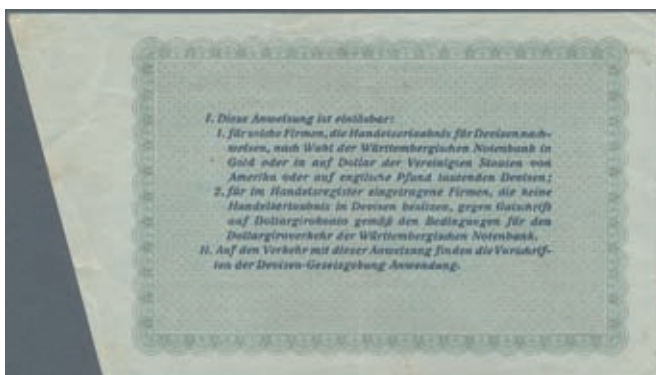 I. Diese Anweisung ist einlösbar:
1. für solche Firmen, die Handelserlaubnis für Devisen nach-
weisen, nach Wahl der Württembergischen Notenbank in
Gold oder in auf Dollar der Vereinigten Staaten von
Amerika oder auf englische Pfund lautenden Devisen;
2. für im Handelsregister eingetragene Firmen, die keine
Handelserlaubnis in Devisen besitzen, gegen Gutschrift
auf Dollargirokonto gemäß den Bedingungen für den
Dollargiroverkehr der Württembergischen Notenbank.
II. Auf den Verkehr mit dieser Anweisung finden die Vorschrif-
ten der Devisen-Gesetzgebung Anwendung.